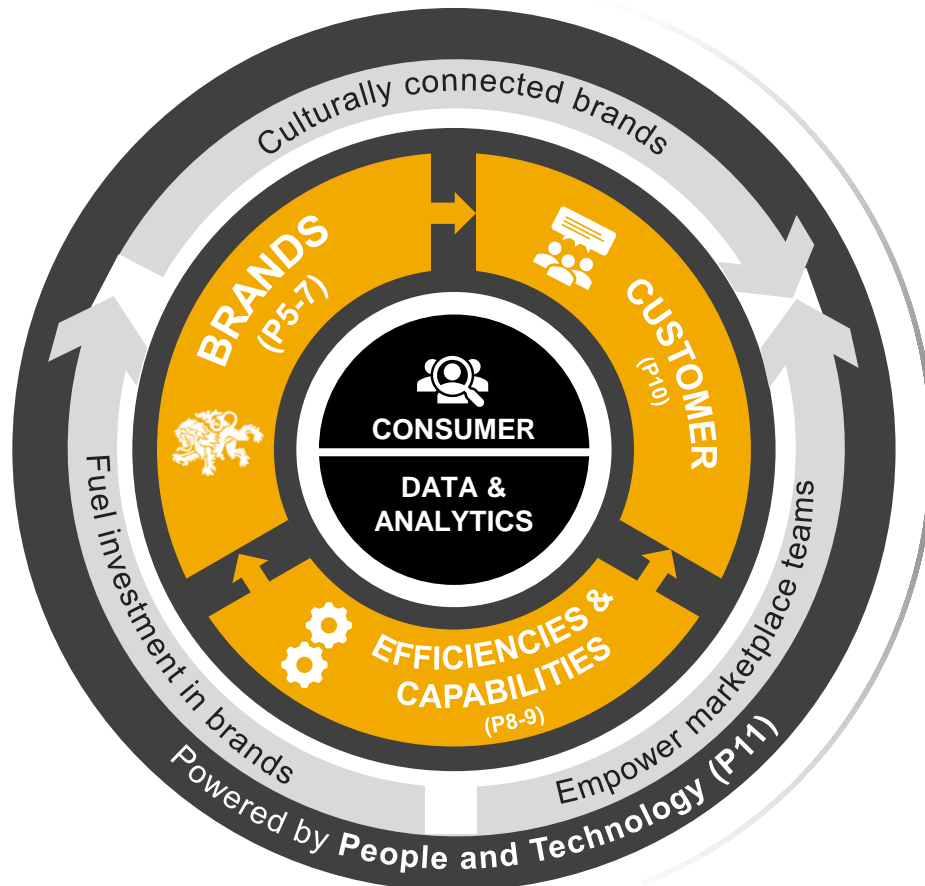 Culturally connected brands
BRANDS
(P5-7)
CUSTOMER
(P10)
CONSUMER
DATA &
ANALYTICS
EFFICIENCIES &
CAPABILITIES
(P8-9)
Fuel investment in brands
Empower marketplace teams
Powered by People and Technology (P11)